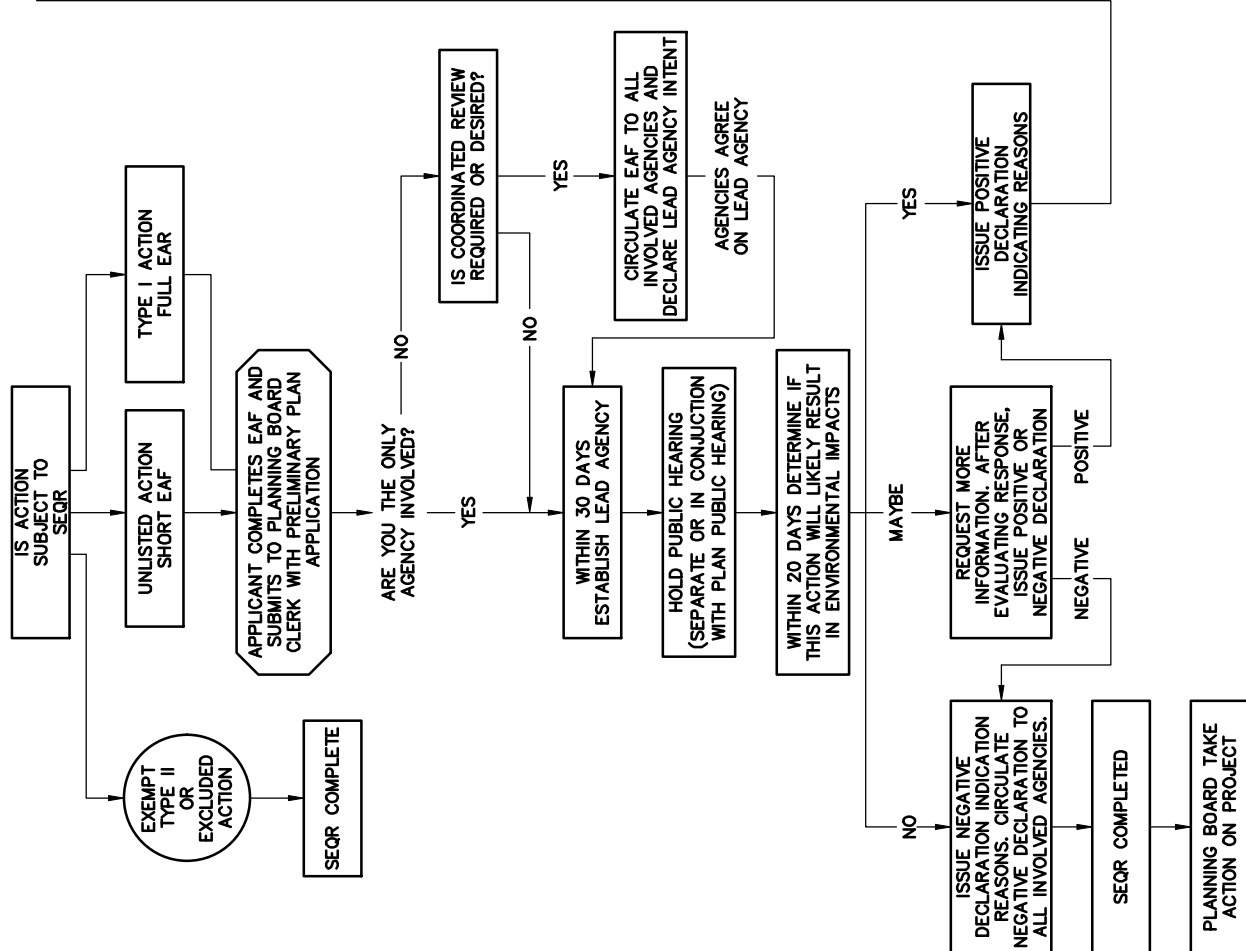 IS ACTION
SUBJECT TO
SEQR
EXEMPT
TYPE II
OR
EXCLUDED
ACTION
SEQR COMPLETE
UNLISTED ACTION
SHORT EAF
TYPE I ACTION
FULL EAR
APPLICANT COMPLETES EAF AND
SUBMITS TO PLANNING BOARD
CLERK WITH PRELIMINARY PLAN
APPLICATION
ARE YOU THE ONLY
AGENCY INVOLVED?
NO
YES
IS COORDINATED REVIEW
REQUIRED OR DESIRED?
NO
YES
CIRCULATE EAF TO ALL
INVOLVED AGENCIES AND
DECLARE LEAD AGENCY INTENT
AGENCIES AGREE
ON LEAD AGENCY
WITHIN 30 DAYS
ESTABLISH LEAD AGENCY
HOLD PUBLIC HEARING
(SEPARATE OR IN CONJUCTION
WITH PLAN PUBLIC HEARING)
WITHIN 20 DAYS DETERMINE IF
THIS ACTION WILL LIKELY RESULT
IN ENVIRONMENTAL IMPACTS
NO
MAYBE
YES
ISSUE NEGATIVE
DECLARATION INDICATION
REASONS. CIRCULATE
NEGATIVE DECLARATION TO
ALL INVOLVED AGENCIES.
REQUEST MORE
INFORMATION. AFTER
EVALUATING RESPONSE,
ISSUE POSITIVE OR
NEGATIVE DECLARATION
ISSUE POSITIVE
DECLARATION
INDICATING REASONS
NEGATIVE
POSITIVE
SEQR COMPLETED
PLANNING BOARD TAKE
ACTION ON PROJECT